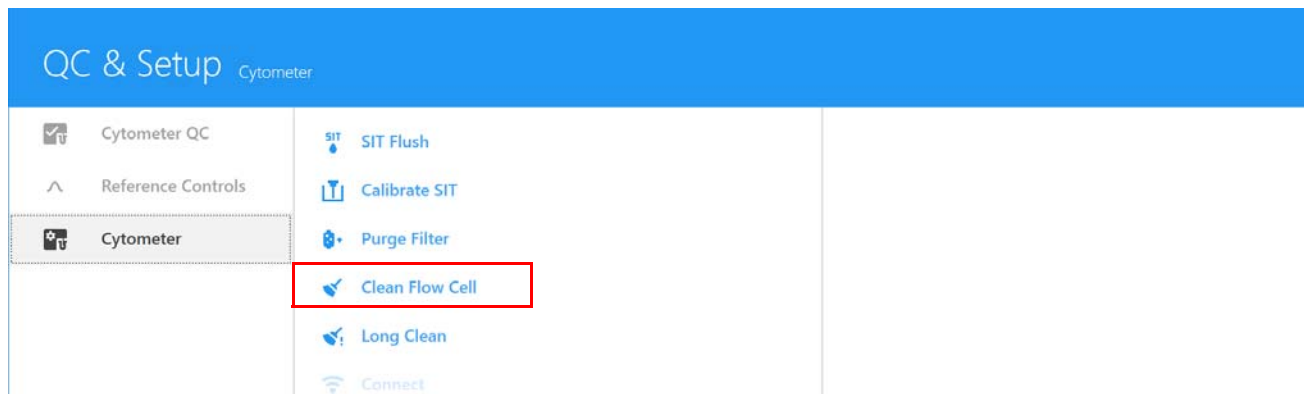 QC & Setup Cytometer
Cytometer QC
Reference Controls
Cytometer
SIT SIT Flush
Calibrate SIT
Purge Filter
Clean Flow Cell
Long Clean
Connect